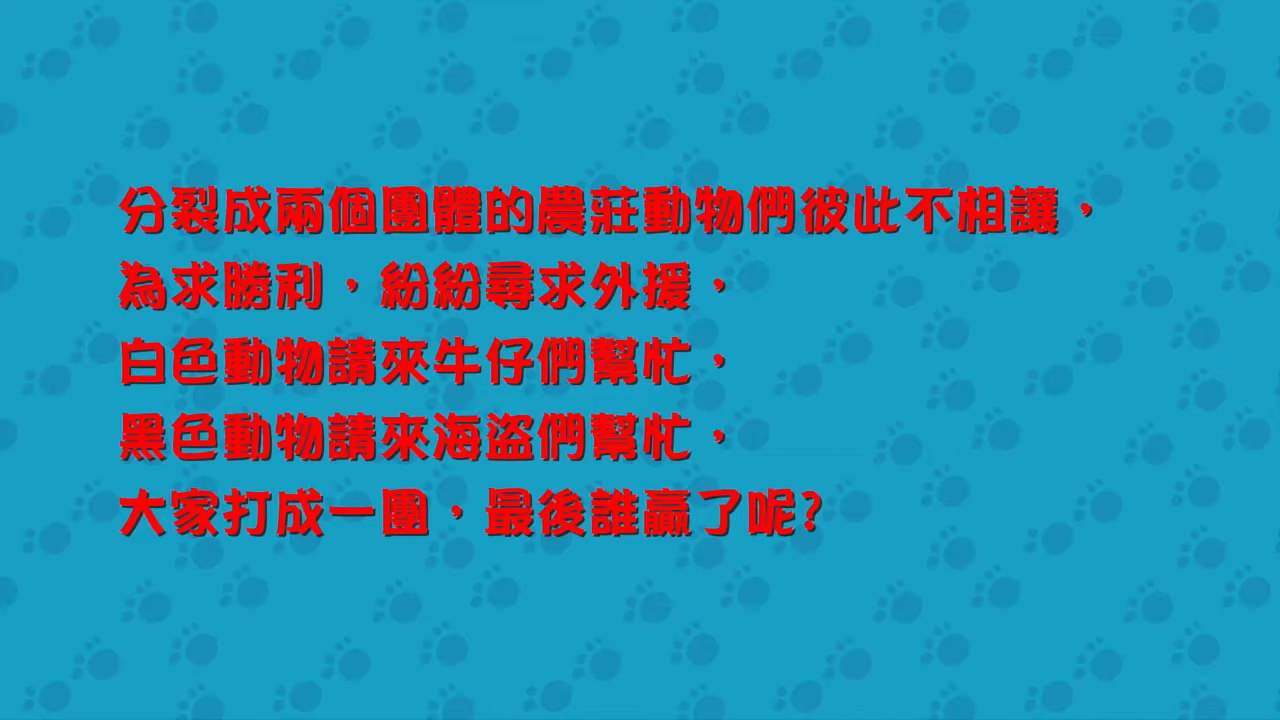 分裂成兩個團體的農莊動物們彼此不相讓，
為求勝利，紛紛尋求外援，
白色動物請來牛仔們幫忙，
黑色動物請來海盜們幫忙，
大家打成一團，最後誰贏了呢?